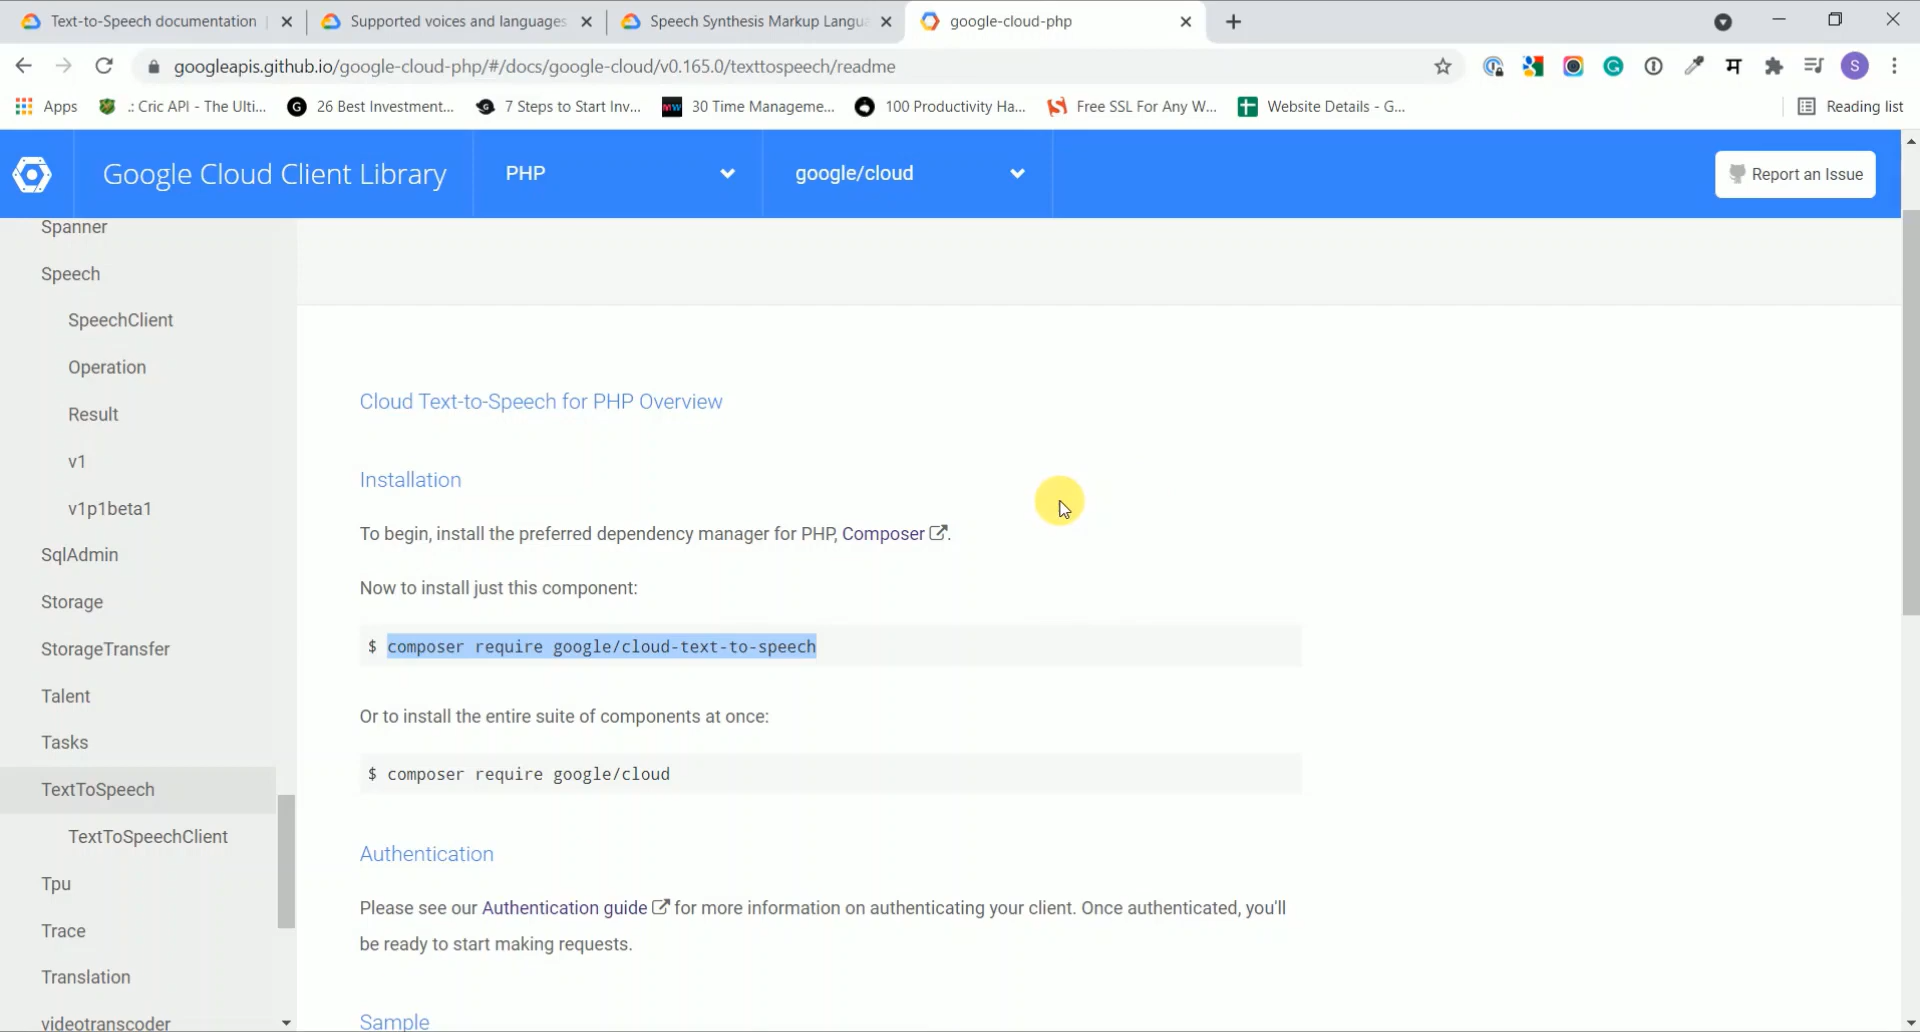 Text-to-Speech documentation
Supported voices and languages
Speech Synthesis Markup Langu
google-cloud-php
googleapis.github.io/google-cloud-php/#/docs/google-cloud/v0.165.0/texttospeech/readme
S
Apps
.: Cric API - The Ulti...
26 Best Investment...
7 Steps to Start Inv...
30 Time Manageme...
100 Productivity Ha...
Free SSL For Any W...
Website Details - G...
Reading list
Google Cloud Client Library
PHP
google/cloud
Report an Issue
Spanner
Speech
SpeechClient
Operation
Result
v1
v1p1beta1
SqlAdmin
Storage
StorageTransfer
Talent
Tasks
TextToSpeech
TextToSpeechClient
Tpu
Trace
Translation
videotranscoder
Cloud Text-to-Speech for PHP Overview
Installation
To begin, install the preferred dependency manager for PHP, Composer.
Now to install just this component:
$ composer require google/cloud-text-to-speech
Or to install the entire suite of components at once:
$ composer require google/cloud
Authentication
Please see our Authentication guide for more information on authenticating your client. Once authenticated, you'll
be ready to start making requests.
Sample